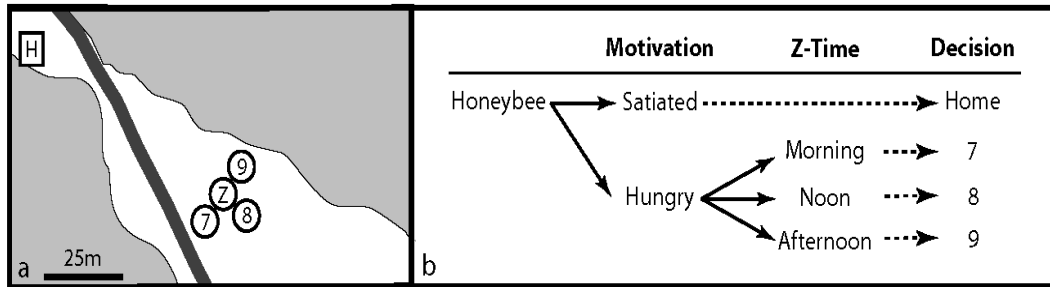 H
9
Z
7 8
25m
a
Motivation Z-Time Decision
Honeybee Satiated Home
Morning 7
Hungry Noon 8
Afternoon 9
b